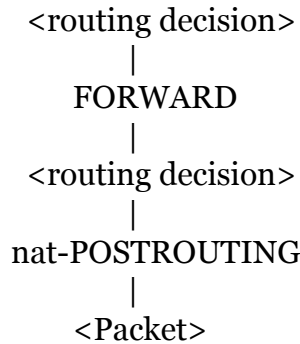 <routing decision>
|
FORWARD
|
<routing decision>
|
nat-POSTROUTING
|
<Packet>